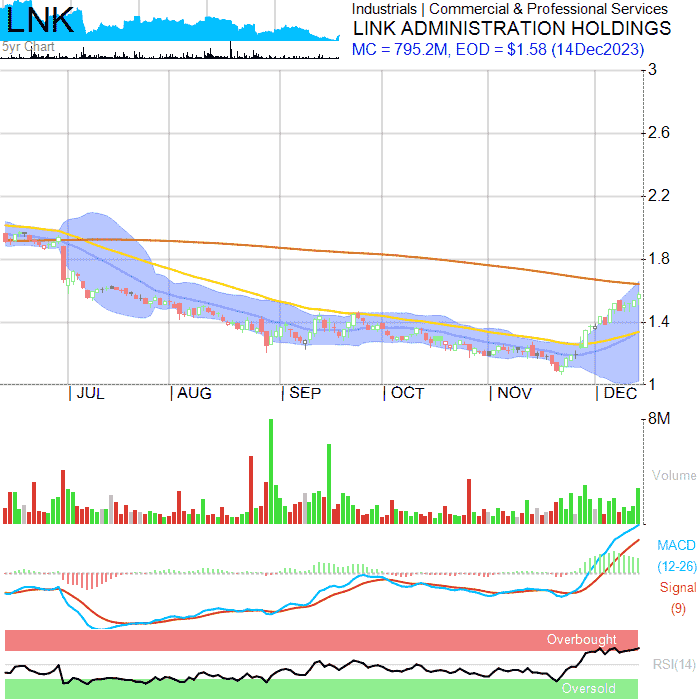 LNK
5yr Chart
Industrials | Commercial & Professional Services
LINK ADMINISTRATION HOLDINGS
MC = 795.2M, EOD = $1.58 (14Dec2023)
3
2.6
2.2
1.8
1.4
1
JUL AUG SEP OCT NOV DEC
8M
Volume
MACD
(12-26)
Signal
(9)
Overbought
RSI(14)
Oversold